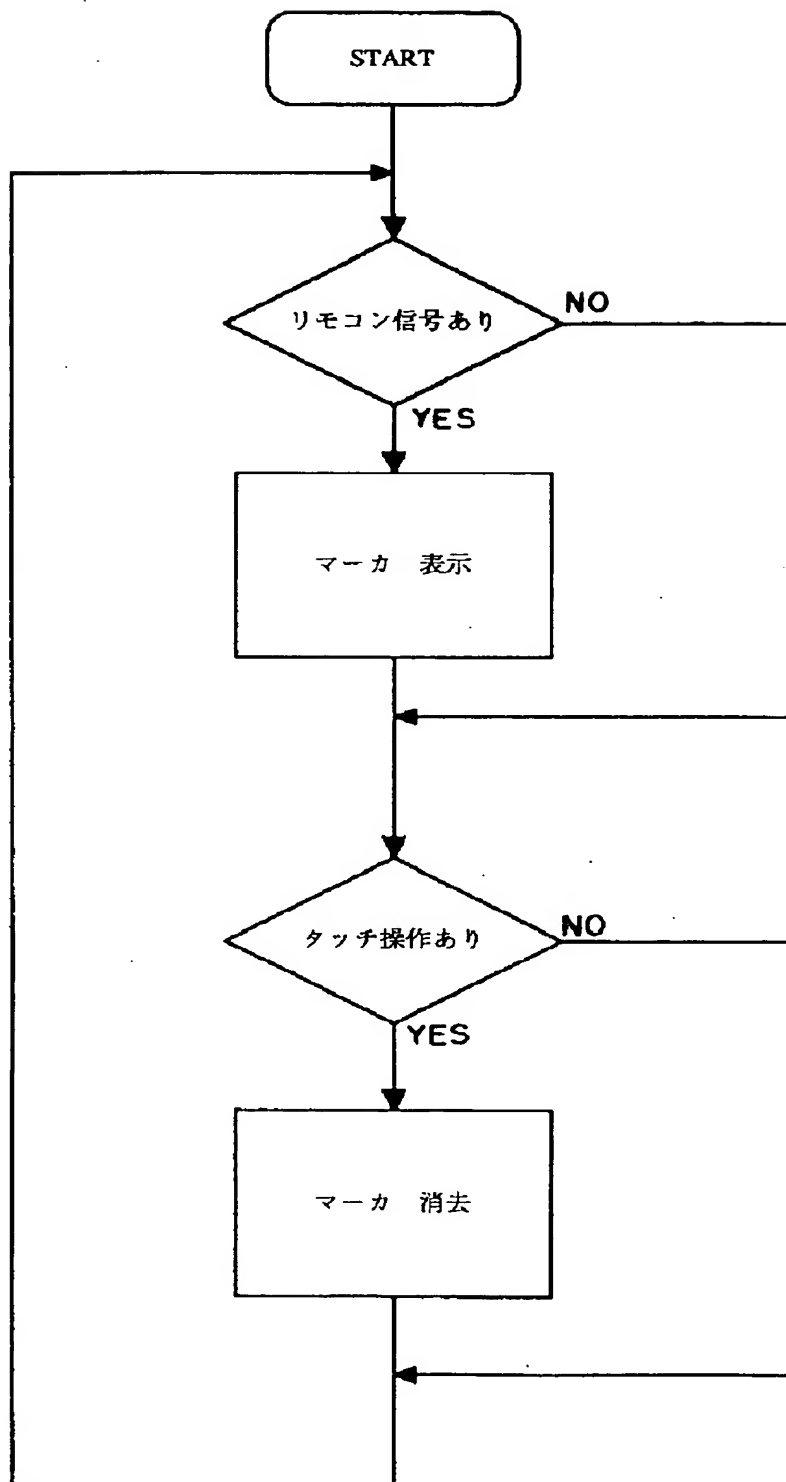 START
リモコン信号あり
NO
YES
マーカ 表示
タッチ操作あり
NO
YES
マーカ 消去